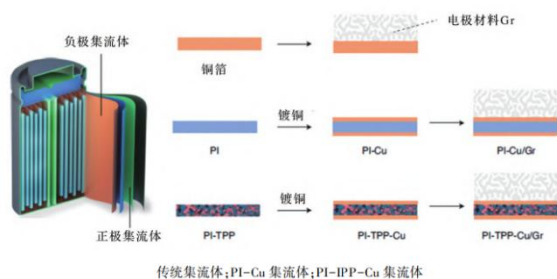 负极集流体
正极集流体
铜箔
电极材料Gr
PI
镀铜
PI-Cu
PI-Cu/Gr
PI-TPP
镀铜
PI-TPP-Cu
PI-TPP-Cu/Gr
传统集流体;PI-Cu 集流体;PI-IPP-Cu 集流体